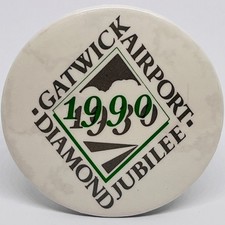 GATWICK AIRPORT
1990
1930
DIAMOND JUBILEE